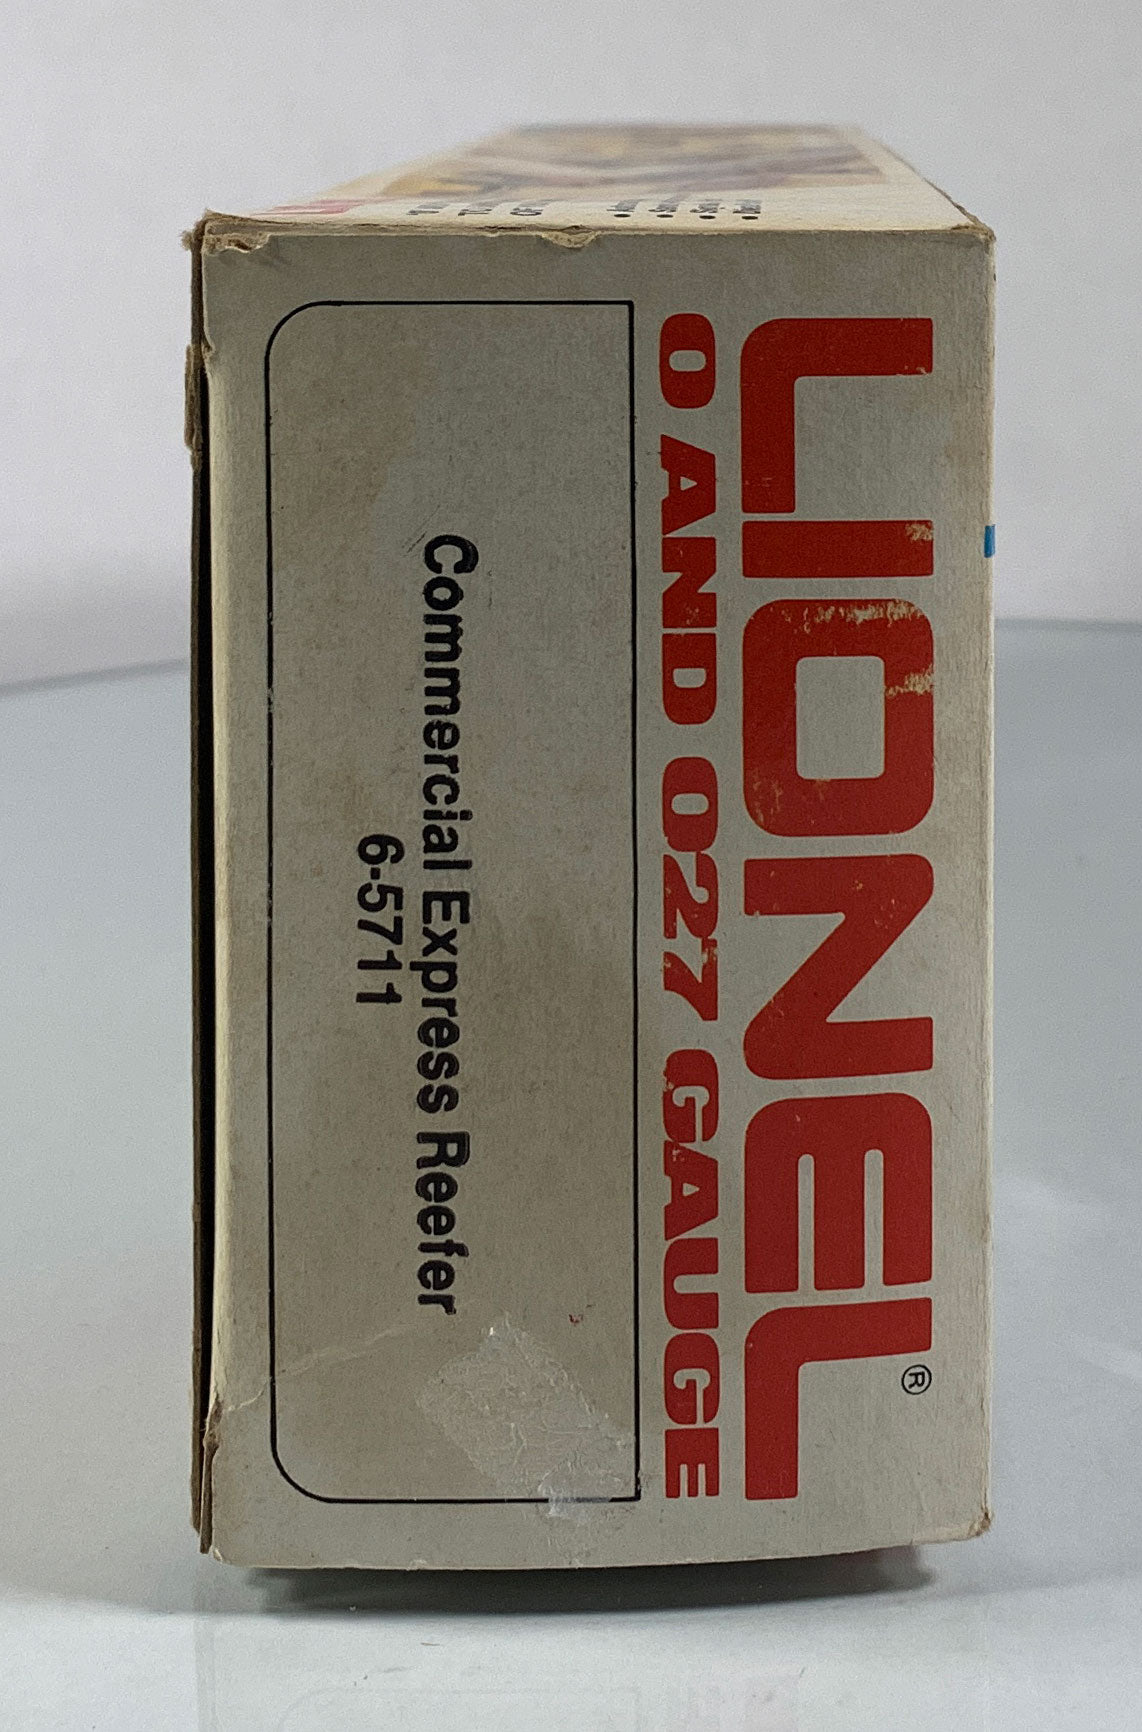 LIONEL®
O AND O27 GAUGE
Commercial Express Reefer
6-5711